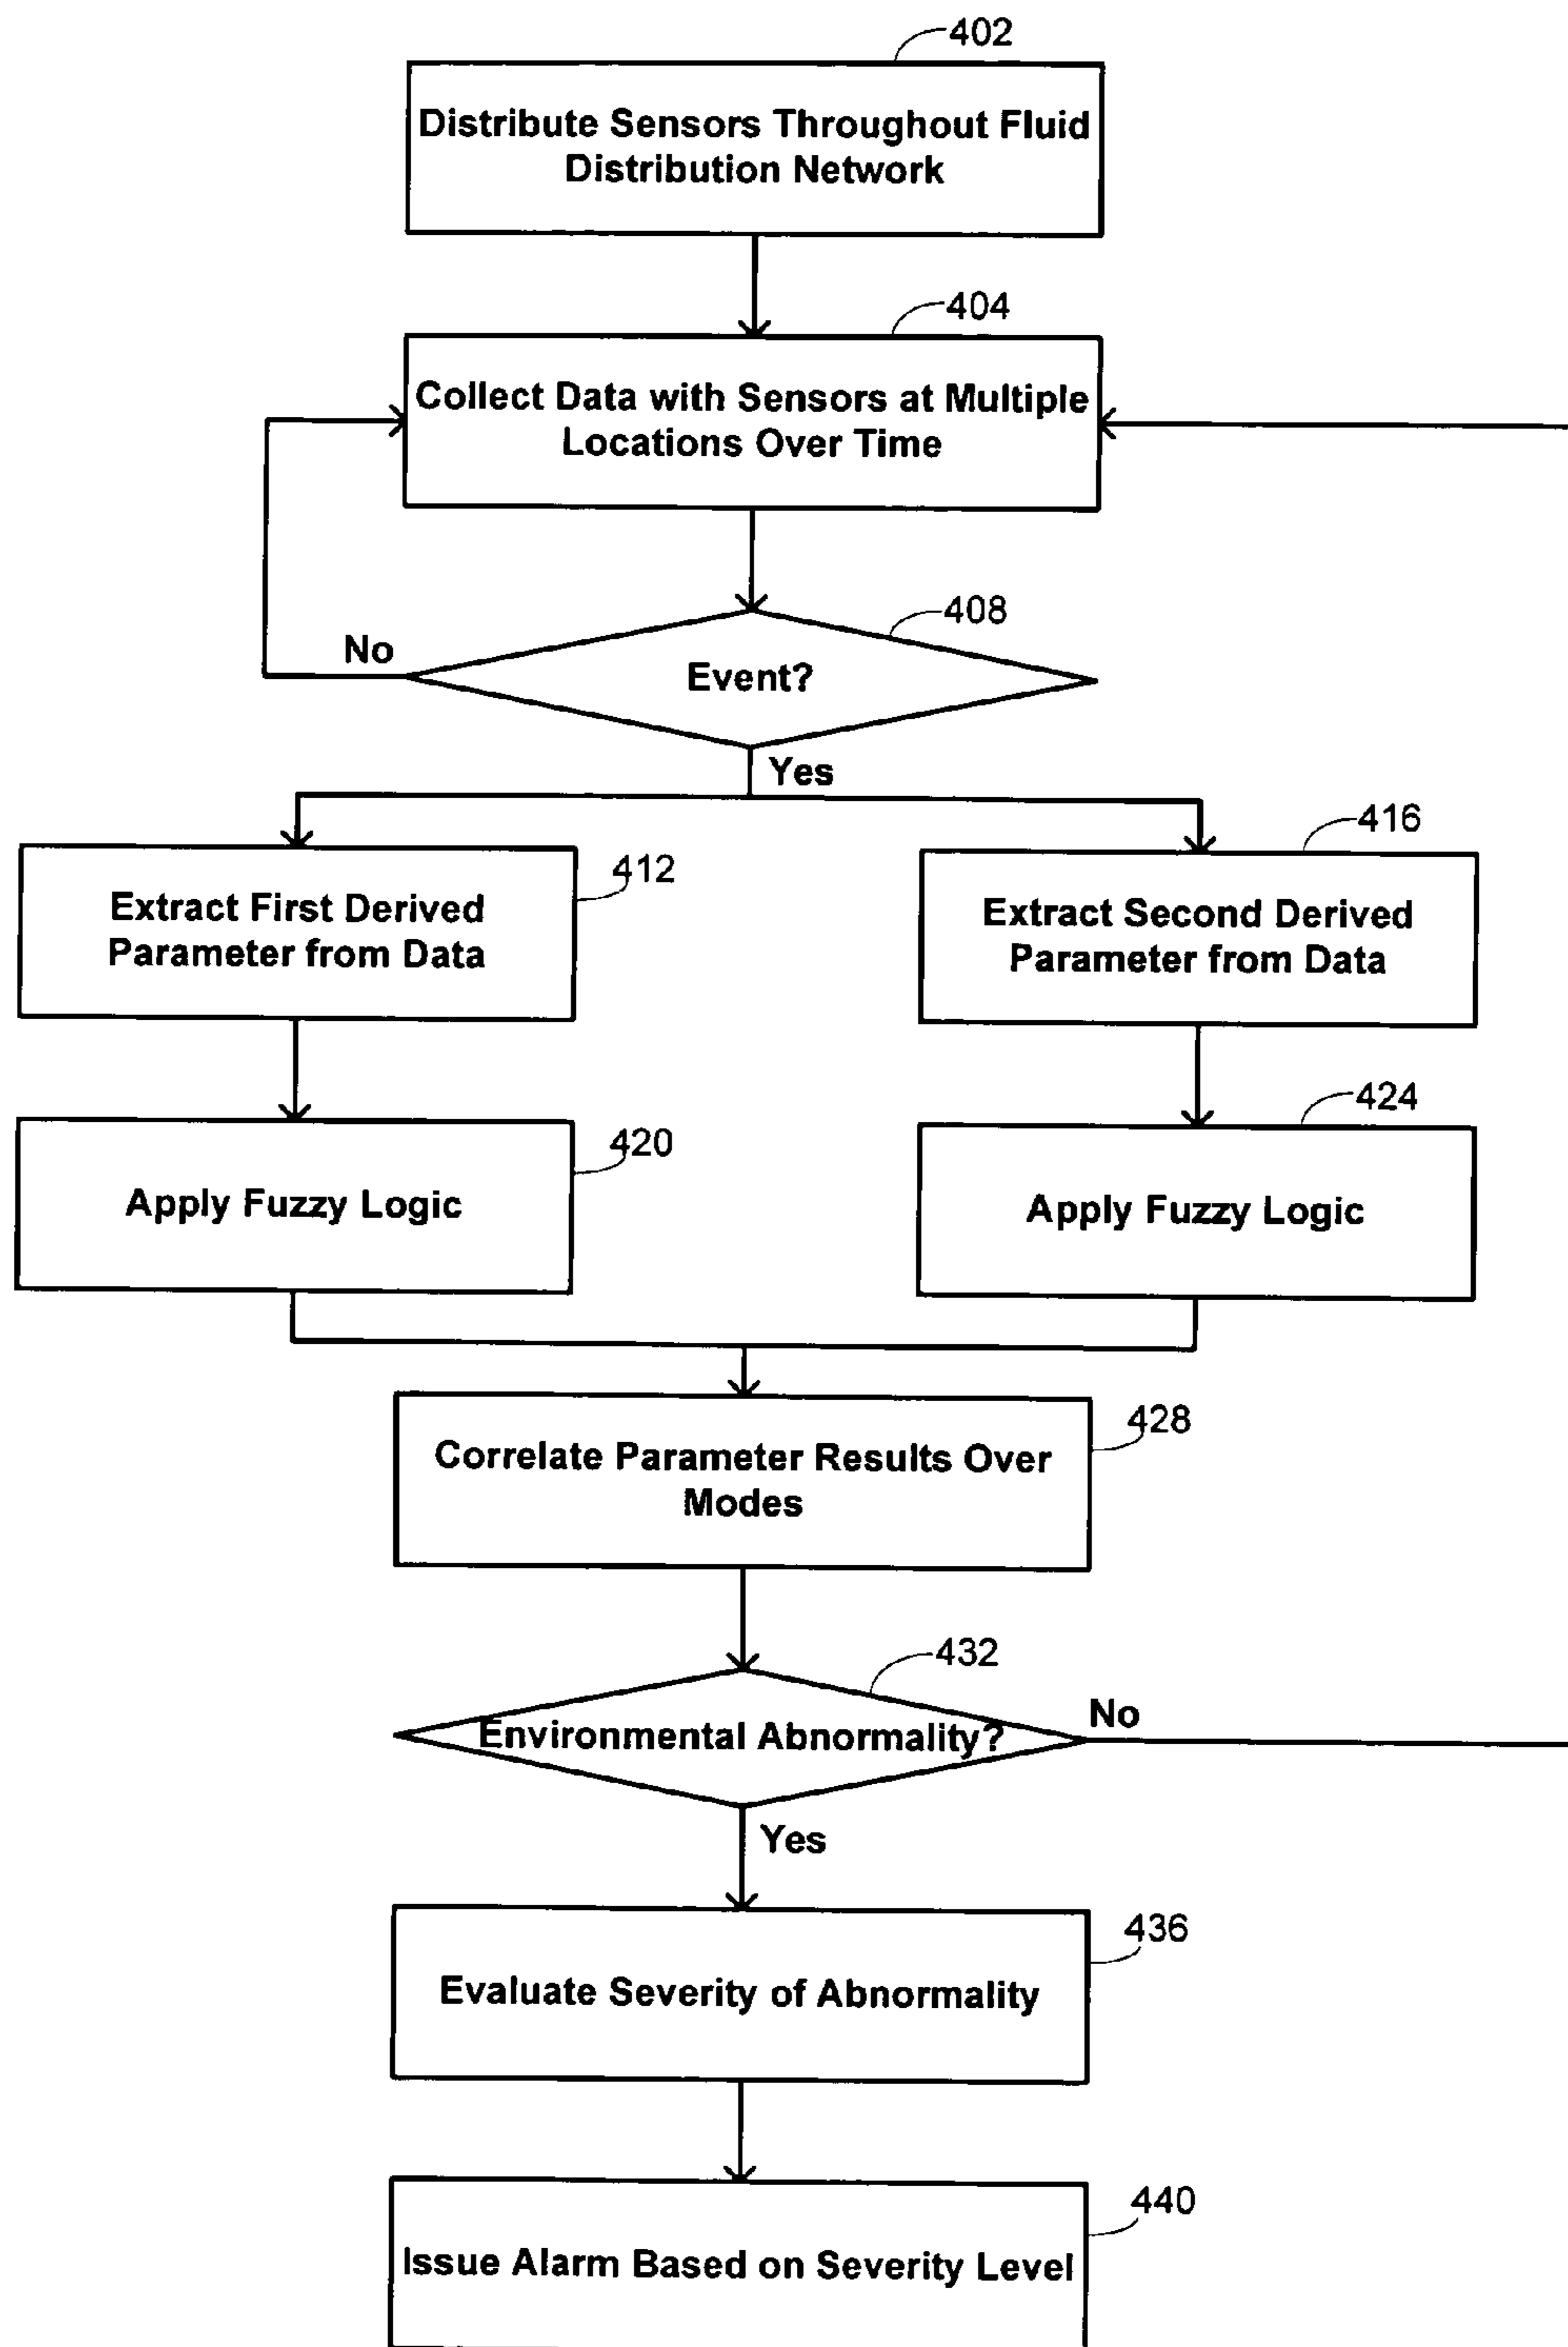 402
Distribute Sensors Throughout Fluid
Distribution Network
404
Collect Data with Sensors at Multiple
Locations Over Time
408
No
Event?
Yes
412
Extract First Derived
Parameter from Data
416
Extract Second Derived
Parameter from Data
420
Apply Fuzzy Logic
424
Apply Fuzzy Logic
428
Correlate Parameter Results Over
Modes
432
Environmental Abnormality?
No
Yes
436
Evaluate Severity of Abnormality
440
Issue Alarm Based on Severity Level